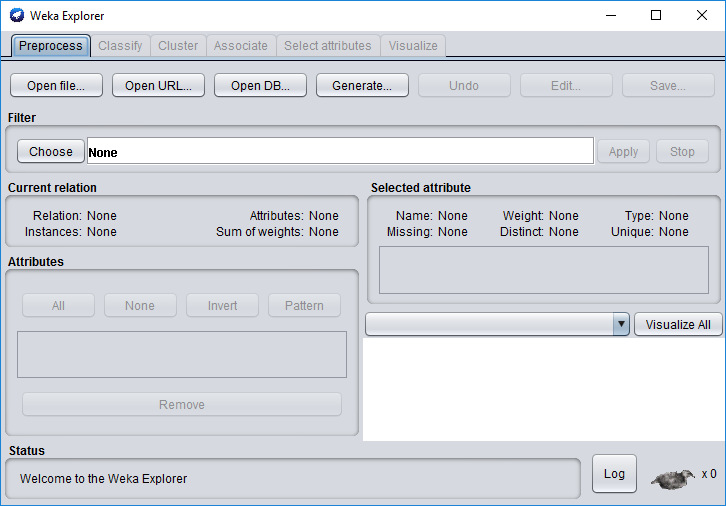 Weka Explorer
Preprocess Classify Cluster Associate Select attributes Visualize
Open file... Open URL... Open DB... Generate... Undo Edit... Save...
Filter
Choose None Apply Stop
Current relation
Relation: None Attributes: None
Instances: None Sum of weights: None
Selected attribute
Name: None Weight: None Type: None
Missing: None Distinct: None Unique: None
Attributes
All None Invert Pattern
Remove
Visualize All
Status
Welcome to the Weka Explorer
Log x 0